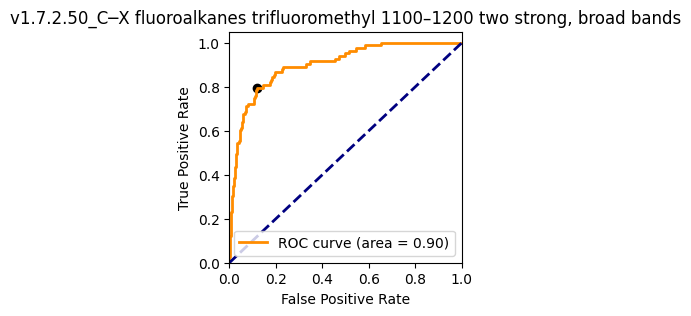 v1.7.2.50_C─X fluoroalkanes trifluoromethyl 1100–1200 two strong, broad bands
1.0
0.8
0.6
0.4
0.2
0.0
True Positive Rate
ROC curve (area = 0.90)
0.0 0.2 0.4 0.6 0.8 1.0
False Positive Rate